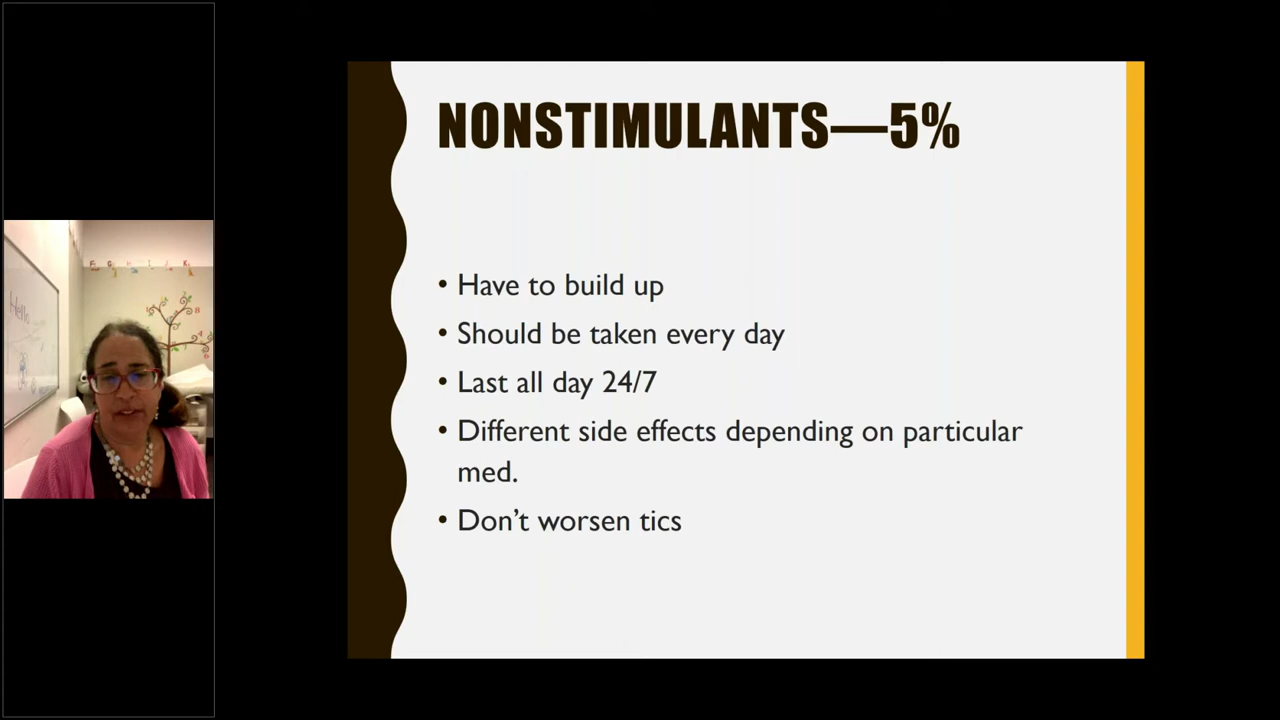 NONSTIMULANTS—5%
• Have to build up
• Should be taken every day
• Last all day 24/7
• Different side effects depending on particular
med.
• Don't worsen tics
Hello
F G H I J K